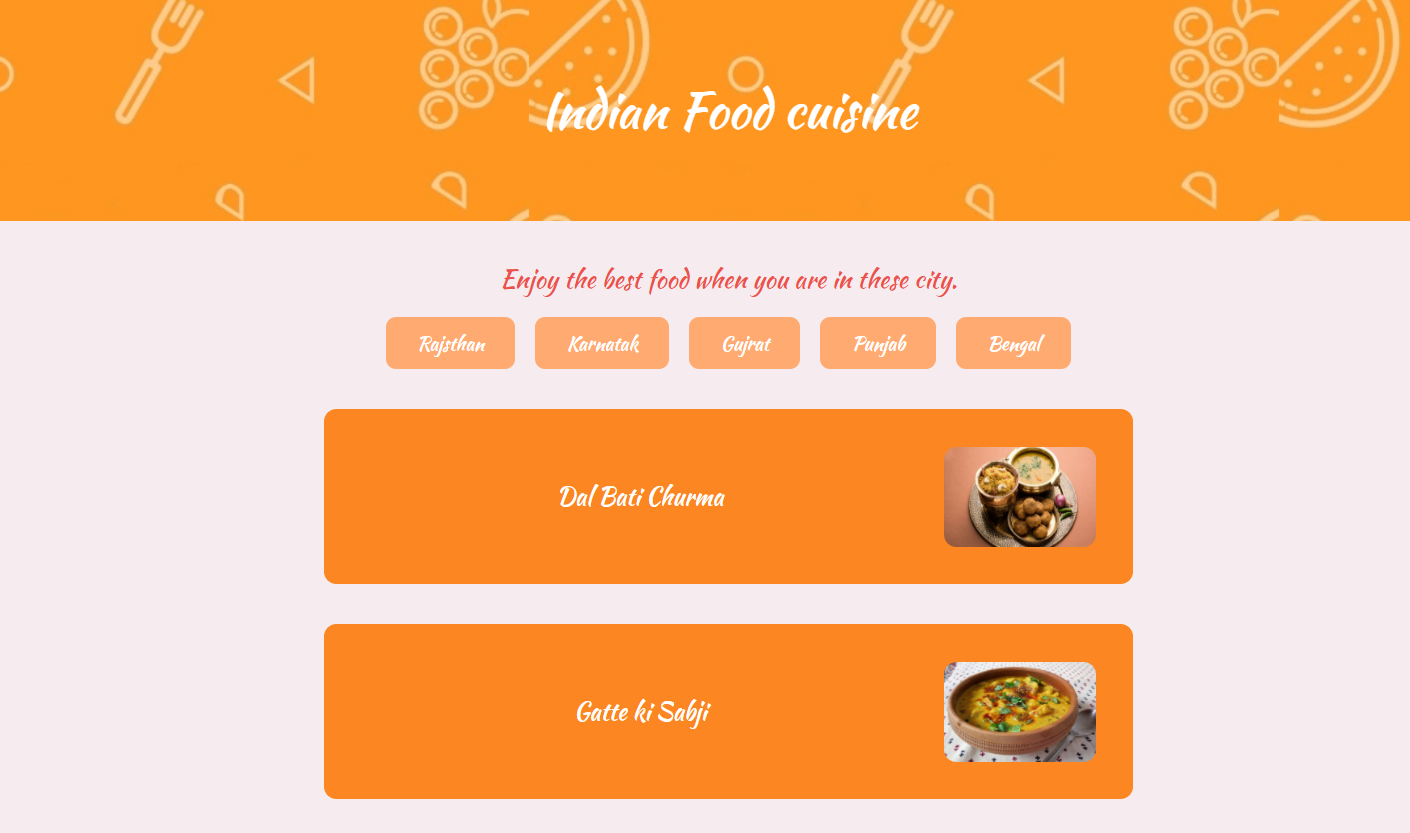 Indian Food cuisine
Enjoy the best food when you are in these city.
Rajsthan Karnatak Gujrat Punjab Bengal
Dal Bati Churma
Gatte ki Sabji